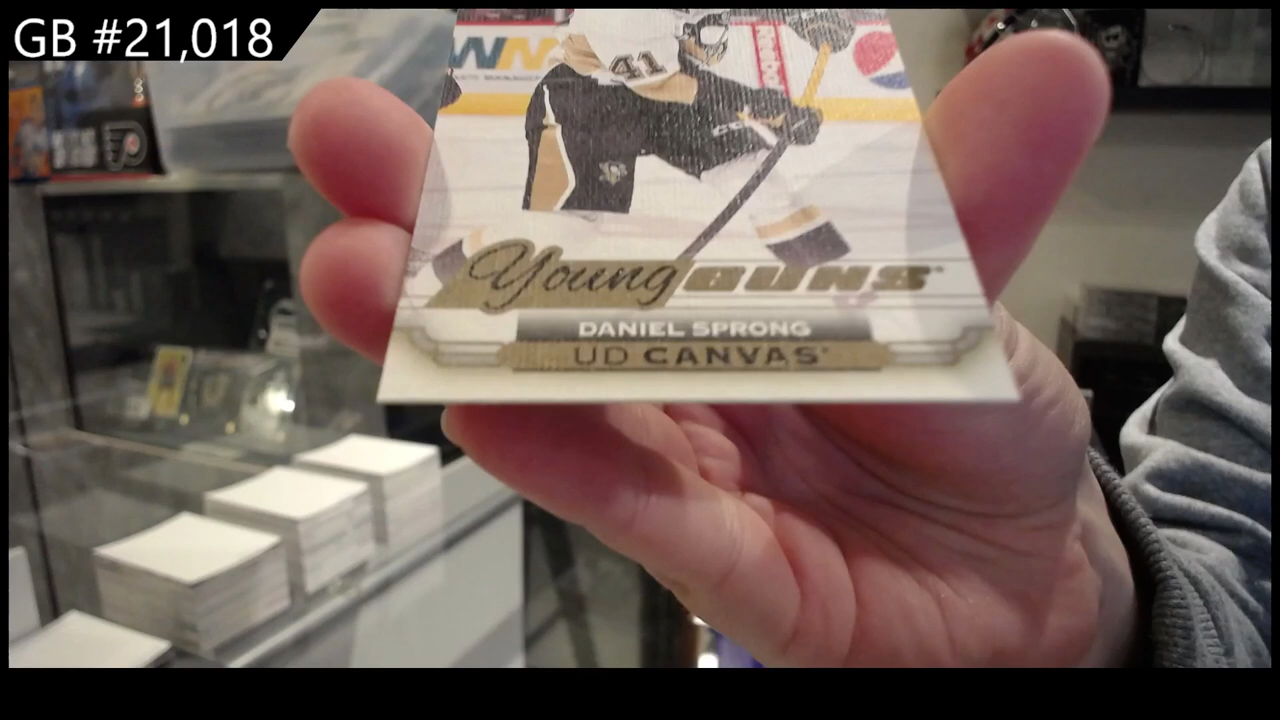 GB #21,018
41
Young GUNS
DANIEL SPRONG
UD CANVAS